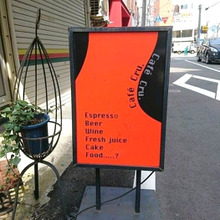 Café Cru.
Café Cru.
Espresso
Beer
Wine
Fresh juice
Cake
Food.....?